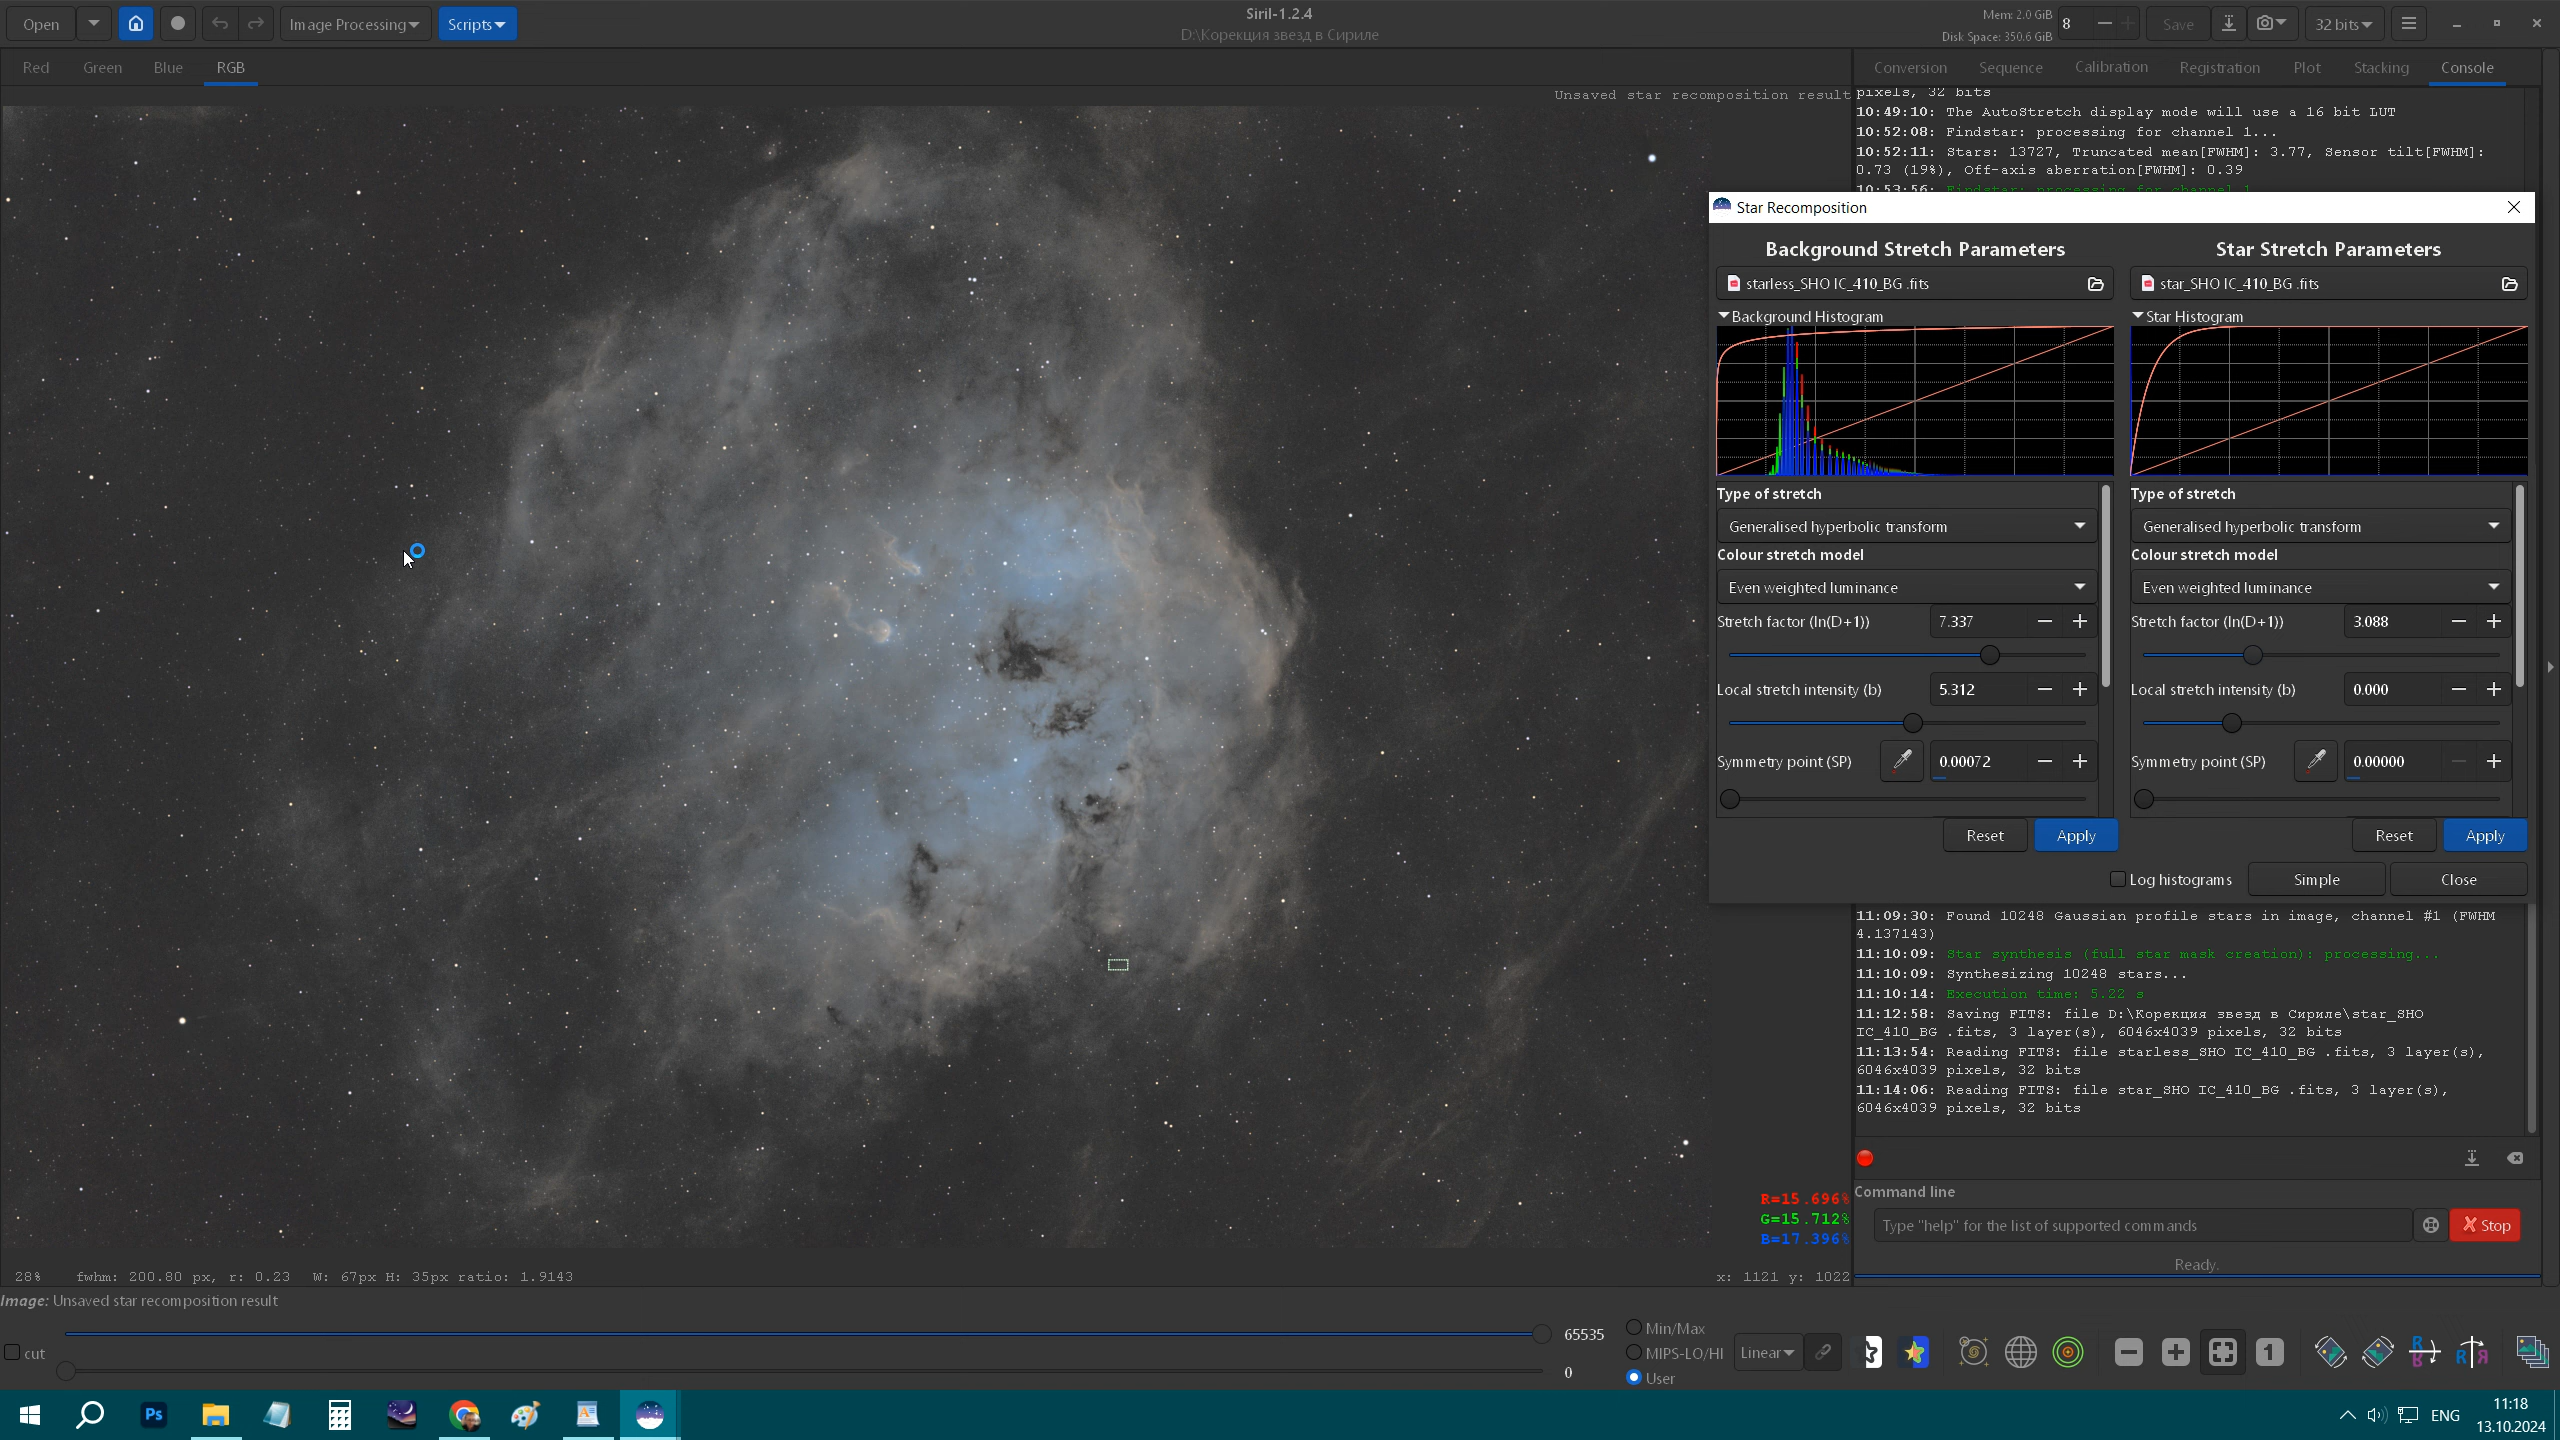 Open
Image Processing
Scripts
Siril-1.2.4
D:\Корекция звезд в Сириле
Mem: 2.0 GiB
Disk Space: 350.6 GiB
8
Save
32 bits
Red
Green
Blue
RGB
Conversion
Sequence
Calibration
Registration
Plot
Stacking
Console
Unsaved star recomposition result
pixels, 32 bits
10:49:10: The AutoStretch display mode will use a 16 bit LUT
10:52:08: Findstar: processing for channel 1...
10:52:11: Stars: 13727, Truncated mean[FWHM]: 3.77, Sensor tilt[FWHM]:
0.73 (19%), Off-axis aberration[FWHM]: 0.39
10:53:56: Findstar: processing for channel 1
Star Recomposition
Background Stretch Parameters
Star Stretch Parameters
starless_SHO IC_410_BG .fits
star_SHO IC_410_BG .fits
Background Histogram
Star Histogram
Type of stretch
Type of stretch
Generalised hyperbolic transform
Generalised hyperbolic transform
Colour stretch model
Colour stretch model
Even weighted luminance
Even weighted luminance
Stretch factor (ln(D+1))
7.337
Stretch factor (ln(D+1))
3.088
Local stretch intensity (b)
5.312
Local stretch intensity (b)
0.000
Symmetry point (SP)
0.00072
Symmetry point (SP)
0.00000
Reset
Apply
Reset
Apply
Log histograms
Simple
Close
11:09:30: Found 10248 Gaussian profile stars in image, channel #1 (FWHM
4.137143)
11:10:09: Star synthesis (full star mask creation): processing...
11:10:09: Synthesizing 10248 stars...
11:10:14: Execution time: 5.22 s
11:12:58: Saving FITS: file D:\Корекция звезд в Сириле\star_SHO
IC_410_BG .fits, 3 layer(s), 6046x4039 pixels, 32 bits
11:13:54: Reading FITS: file starless_SHO IC_410_BG .fits, 3 layer(s),
6046x4039 pixels, 32 bits
11:14:06: Reading FITS: file star_SHO IC_410_BG .fits, 3 layer(s),
6046x4039 pixels, 32 bits
R=15.696%
G=15.712%
B=17.396%
Command line
Type "help" for the list of supported commands
Stop
Ready.
28%
fwhm: 200.80 px, r: 0.23
W: 67px H: 35px ratio: 1.9143
x: 1121 y: 1022
Image: Unsaved star recomposition result
65535
cut
0
Min/Max
MIPS-LO/HI
User
Linear
1
R
R
R
Я
Ps
ENG
11:18
13.10.2024